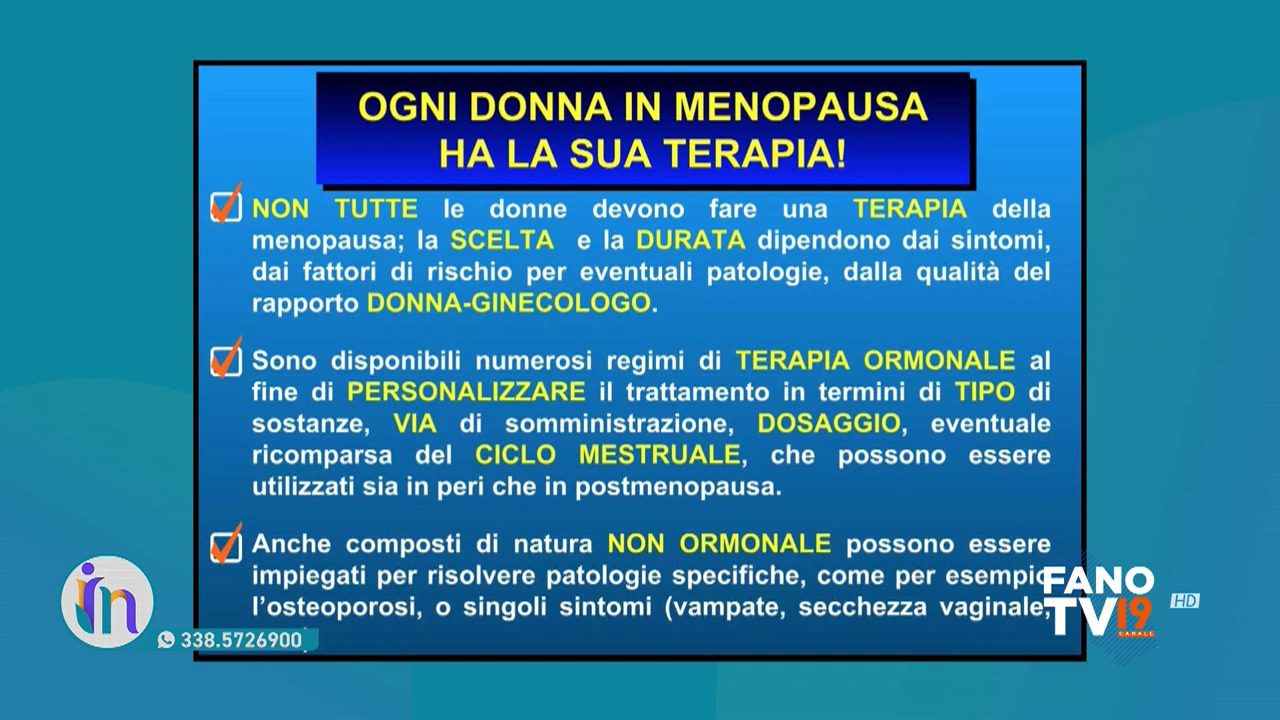 OGNI DONNA IN MENOPAUSA
HA LA SUA TERAPIA!
NON TUTTE le donne devono fare una TERAPIA della
menopausa; la SCELTA e la DURATA dipendono dai sintomi,
dai fattori di rischio per eventuali patologie, dalla qualità del
rapporto DONNA-GINECOLOGO.
Sono disponibili numerosi regimi di TERAPIA ORMONALE al
fine di PERSONALIZZARE il trattamento in termini di TIPO di
sostanze, VIA di somministrazione, DOSAGGIO, eventuale
ricomparsa del CICLO MESTRUALE, che possono essere
utilizzati sia in peri che in postmenopausa.
Anche composti di natura NON ORMONALE possono essere
impiegati per risolvere patologie specifiche, come per esempio
l'osteoporosi, o singoli sintomi (vampate, secchezza vaginale,
in
338.5726900
FANO
TV19
CANALE
HD